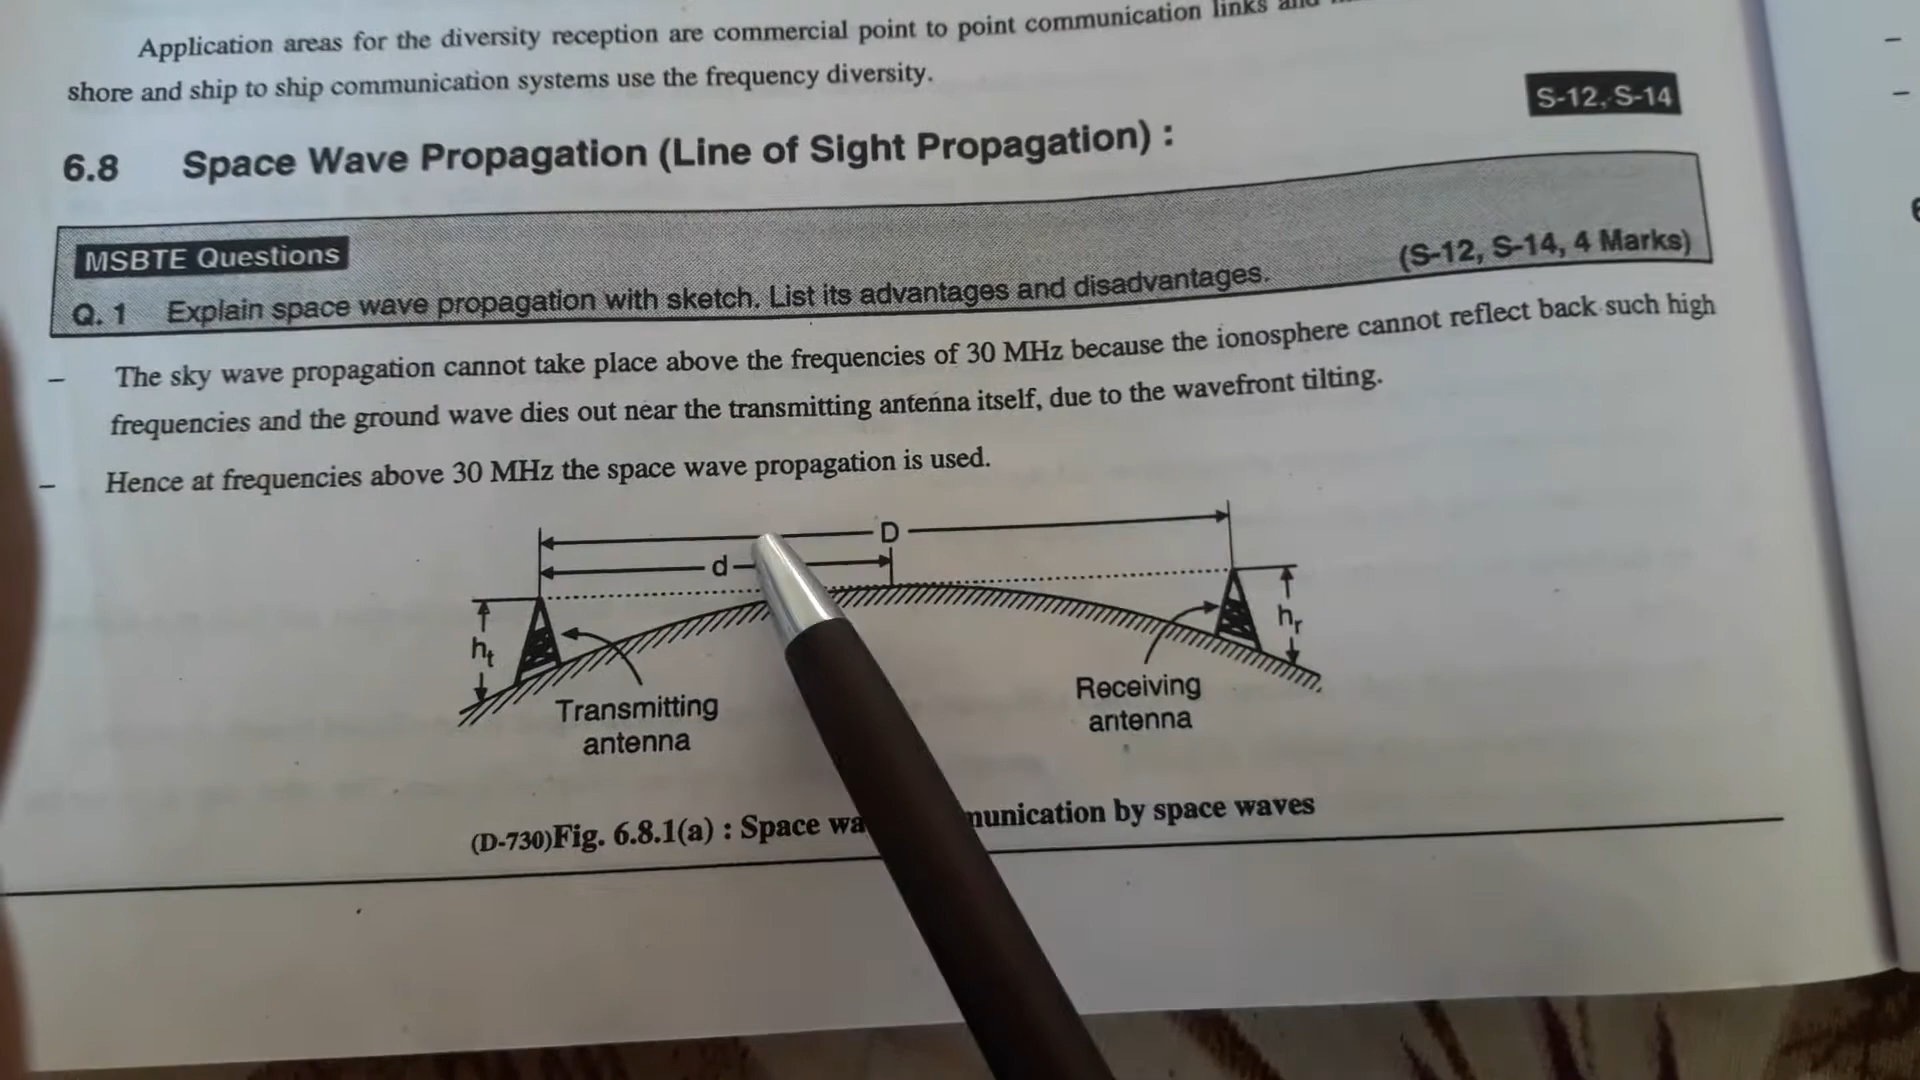 Application areas for the diversity reception are commercial point to point communication links and
shore and ship to ship communication systems use the frequency diversity.
S-12, S-14
6.8 Space Wave Propagation (Line of Sight Propagation) :
MSBTE Questions
Q. 1 Explain space wave propagation with sketch. List its advantages and disadvantages. (S-12, S-14, 4 Marks)
– The sky wave propagation cannot take place above the frequencies of 30 MHz because the ionosphere cannot reflect back such high
frequencies and the ground wave dies out near the transmitting antenna itself, due to the wavefront tilting.
– Hence at frequencies above 30 MHz the space wave propagation is used.
D
d
ht
hr
Transmitting
antenna
Receiving
antenna
(D-730)Fig. 6.8.1(a) : Space by space waves